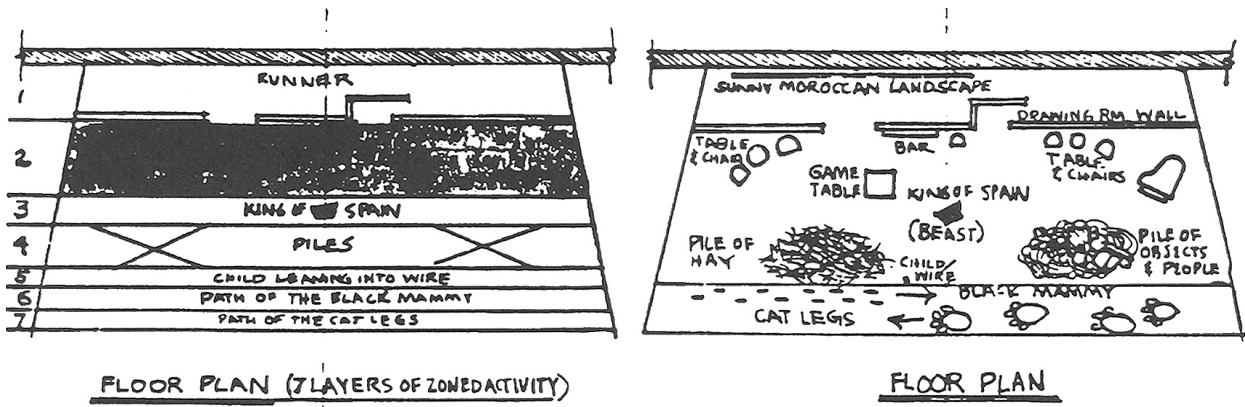 RUNNER
1
2
3 KING OF SPAIN
4 PILES
5 CHILD LEANING INTO WIRE
6 PATH OF THE BLACK MAMMY
7 PATH OF THE CAT LEGS
FLOOR PLAN (7 LAYERS OF ZONED ACTIVITY)
SUNNY MOROCCAN LANDSCAPE
DRAWING RM WALL
TABLE
& CHAIR
BAR
TABLE
& CHAIRS
GAME
TABLE
KING OF SPAIN
(BEAST)
PILE OF
HAY
CHILD/
WIRE
PILE OF
OBJECTS
& PEOPLE
BLACK MAMMY
CAT LEGS
FLOOR PLAN